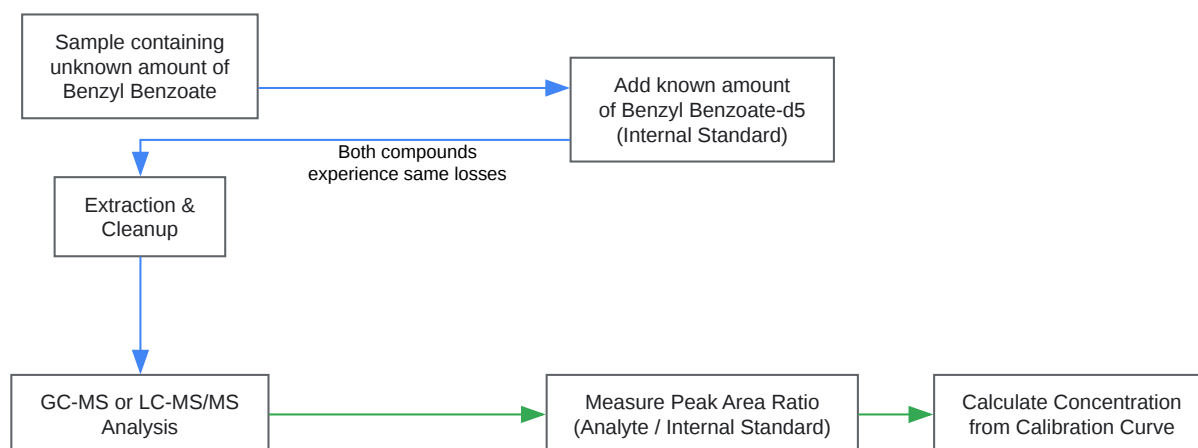 Sample containing
unknown amount of
Benzyl Benzoate
Add known amount
of Benzyl Benzoate-d5
(Internal Standard)
Both compounds
experience same losses
Extraction &
Cleanup
GC-MS or LC-MS/MS
Analysis
Measure Peak Area Ratio
(Analyte / Internal Standard)
Calculate Concentration
from Calibration Curve